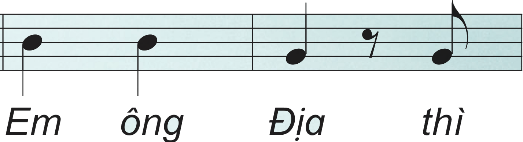 Em ông Địa thì